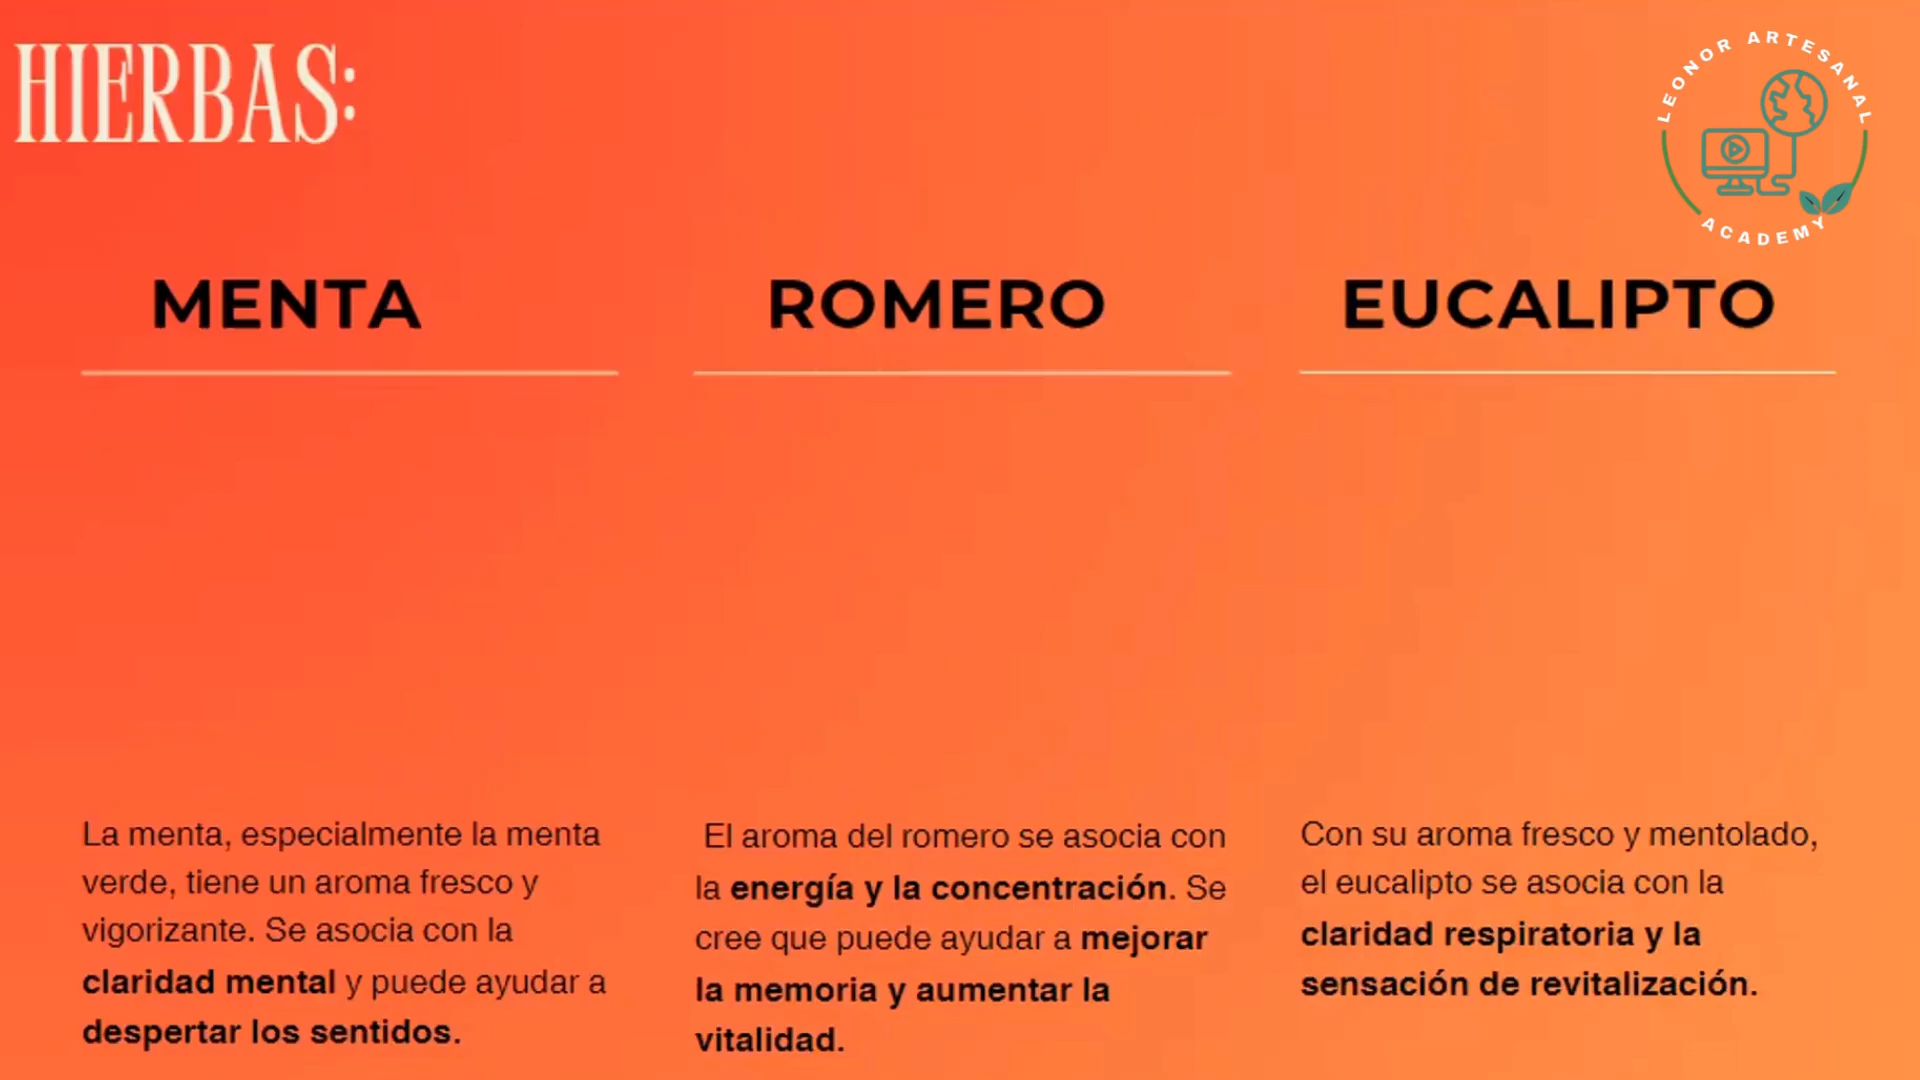 HIERBAS:
LEONOR ARTESANAL
ACADEMY
MENTA
La menta, especialmente la menta
verde, tiene un aroma fresco y
vigorizante. Se asocia con la
claridad mental y puede ayudar a
despertar los sentidos.
ROMERO
El aroma del romero se asocia con
la energía y la concentración. Se
cree que puede ayudar a mejorar
la memoria y aumentar la
vitalidad.
EUCALIPTO
Con su aroma fresco y mentolado,
el eucalipto se asocia con la
claridad respiratoria y la
sensación de revitalización.